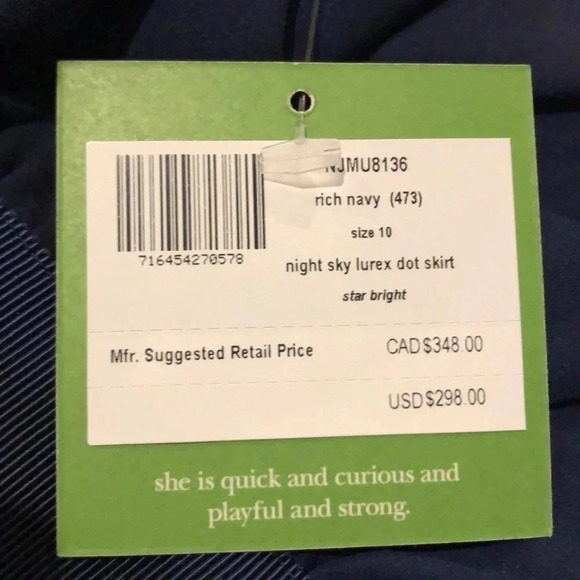 NJMU8136
rich navy (473)
size 10
716454270578
night sky lurex dot skirt
star bright
Mfr. Suggested Retail Price
CAD$348.00
USD$298.00
she is quick and curious and
playful and strong.